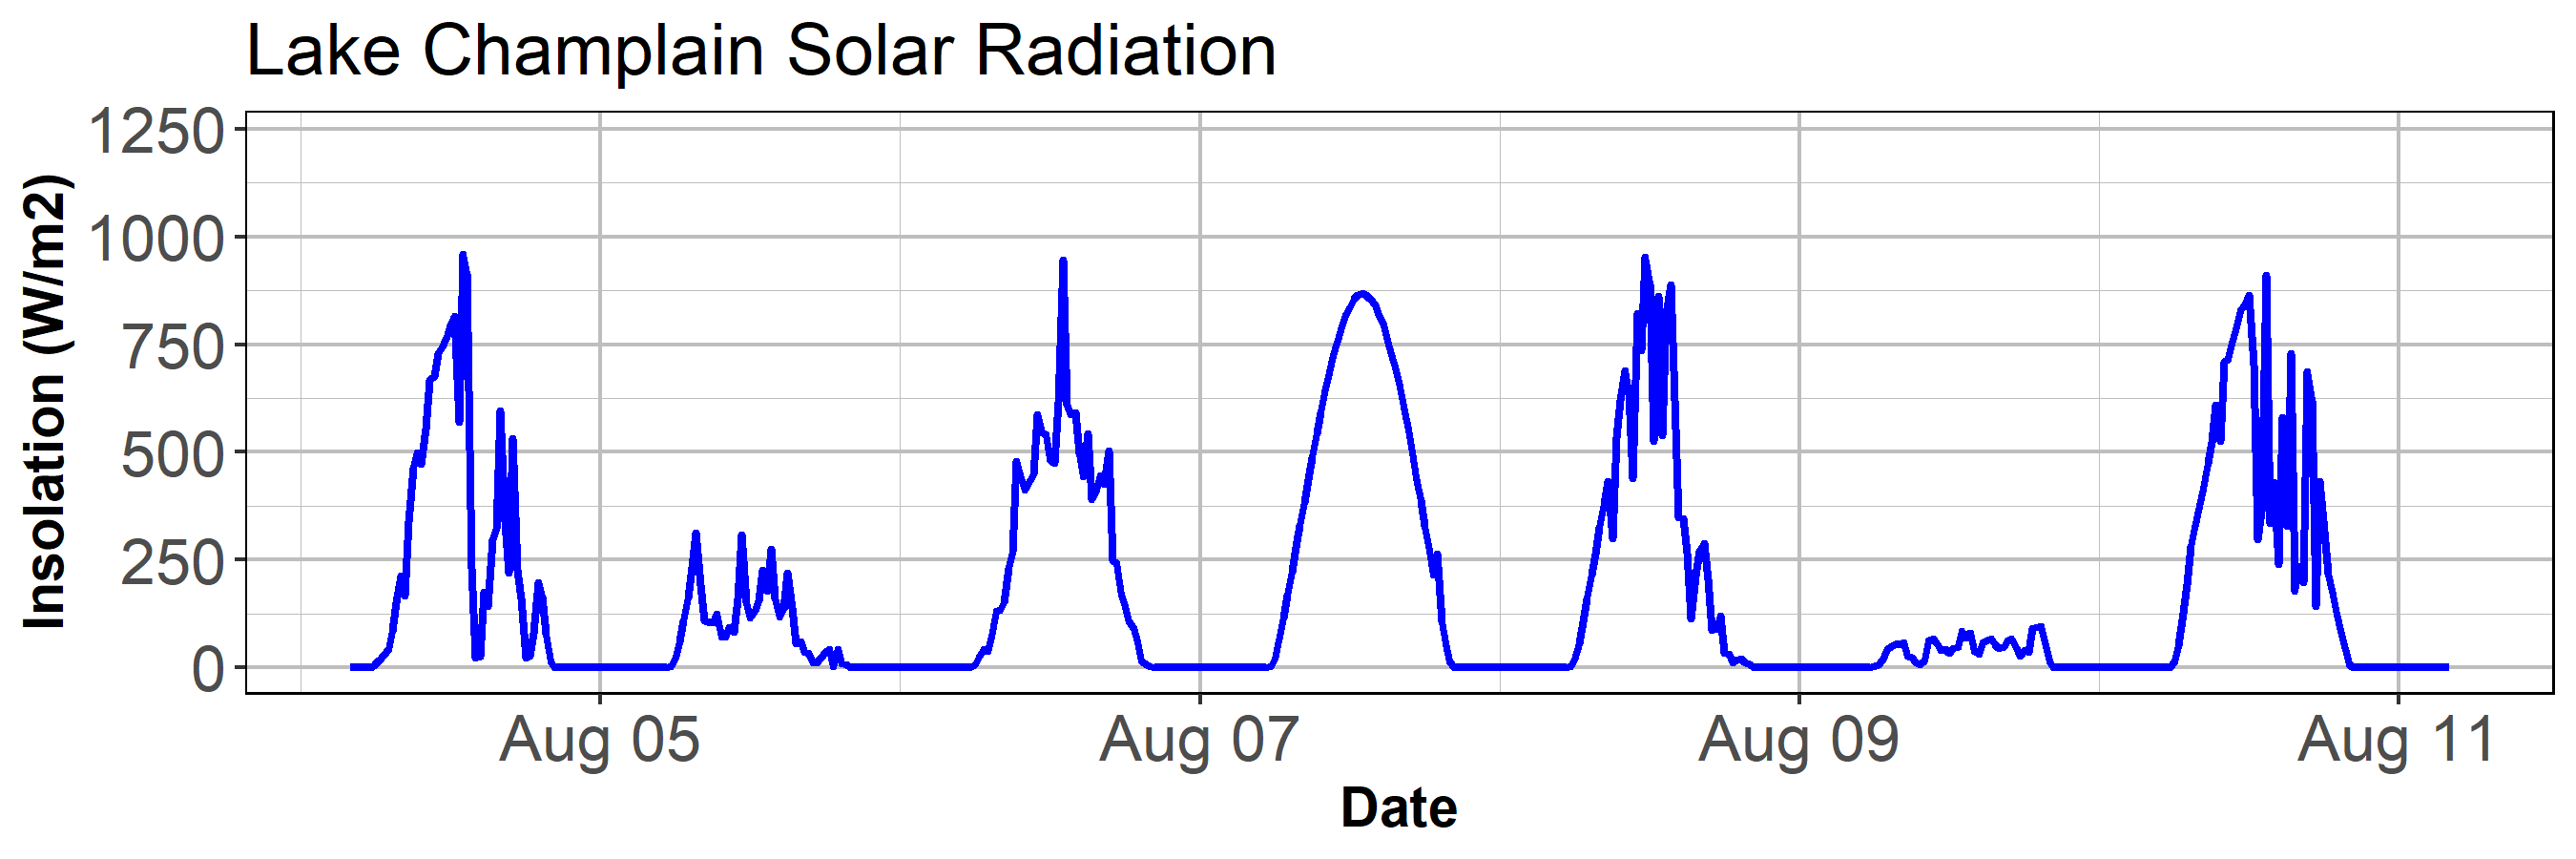 Lake Champlain Solar Radiation
1250
1000
750
500
250
0
Insolation (W/m2)
Aug 05
Aug 07
Aug 09
Aug 11
Date